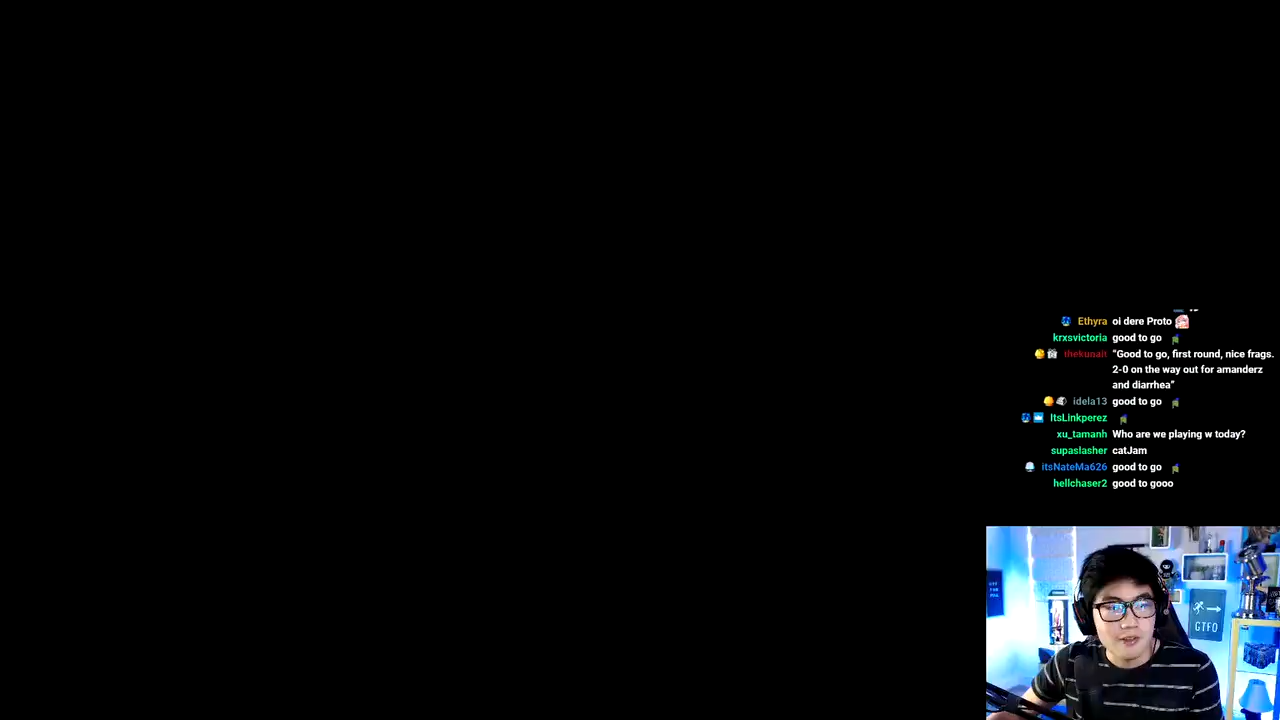 Ethyra oi dere Proto
krxsvictoria good to go
thekunait "Good to go, first round, nice frags.
2-0 on the way out for amanderz
and diarrhea"
idela13 good to go
ItsLinkperez
xu_tamanh Who are we playing w today?
supaslasher catJam
itsNateMa626 good to go
hellchaser2 good to gooo
GTFO